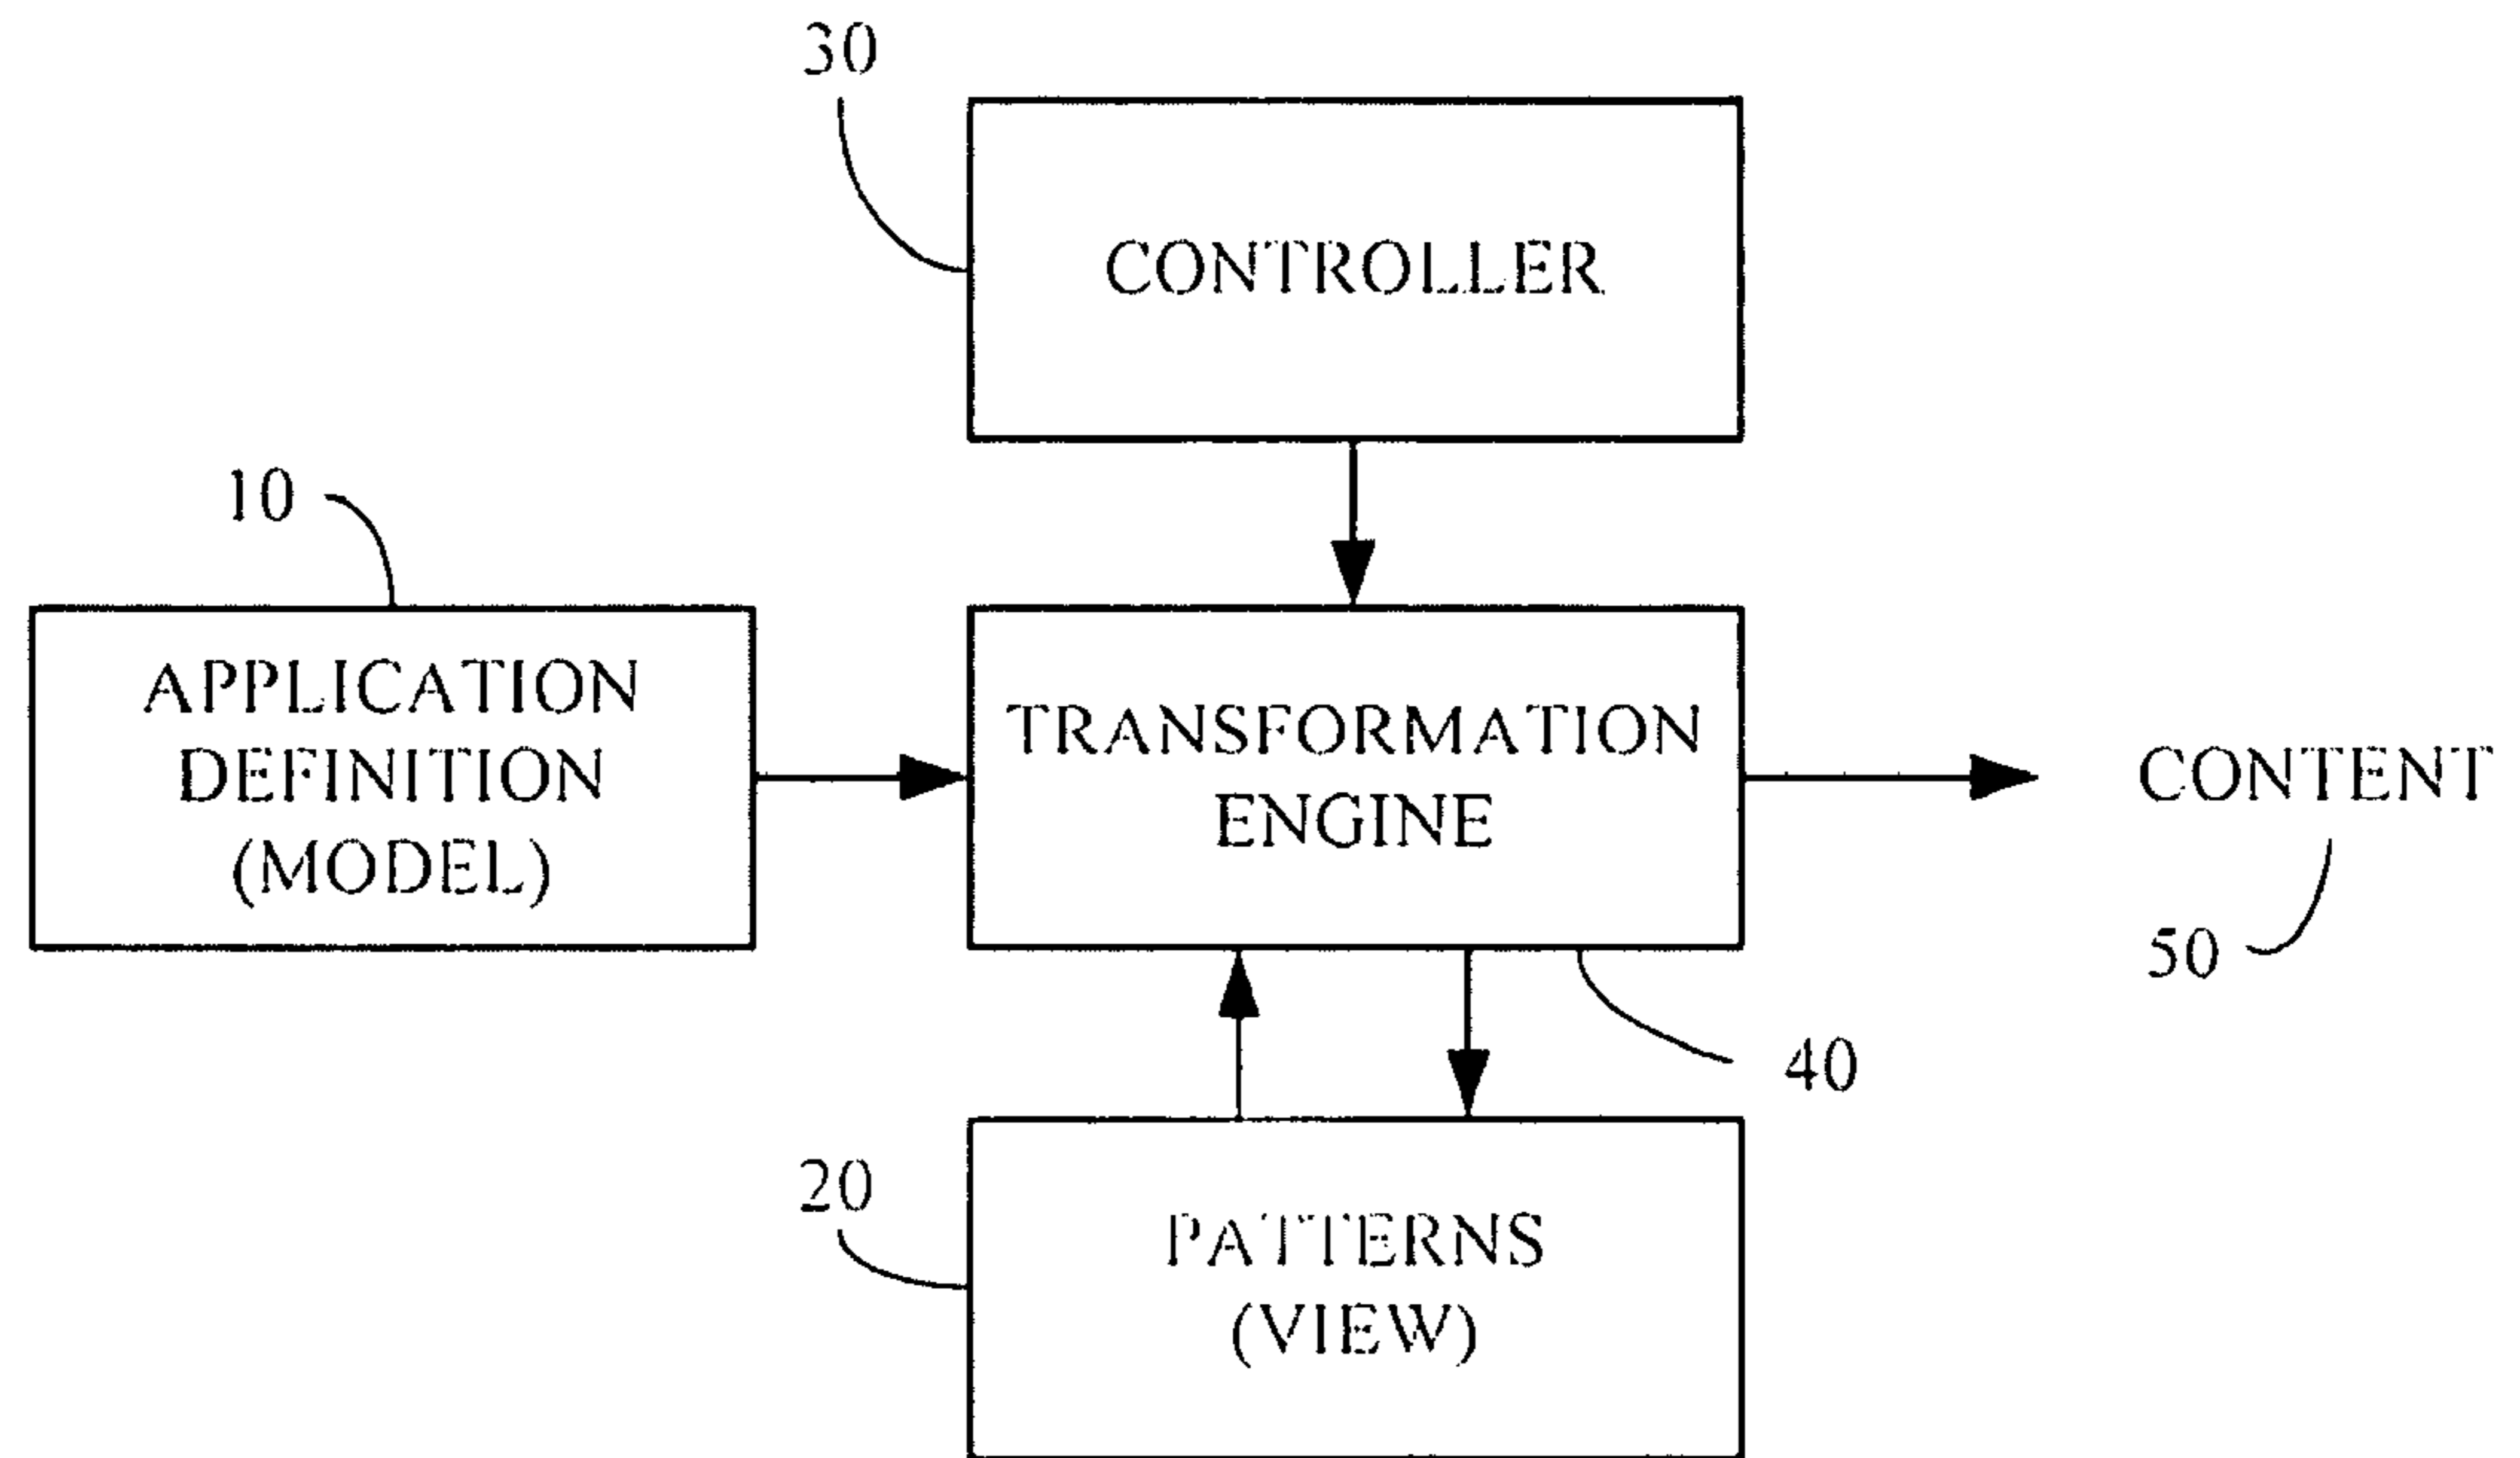 30
CONTROLLER
10
APPLICATION
DEFINITION
(MODEL)
TRANSFORMATION
ENGINE
CONTENT
50
40
20
PATTERNS
(VIEW)